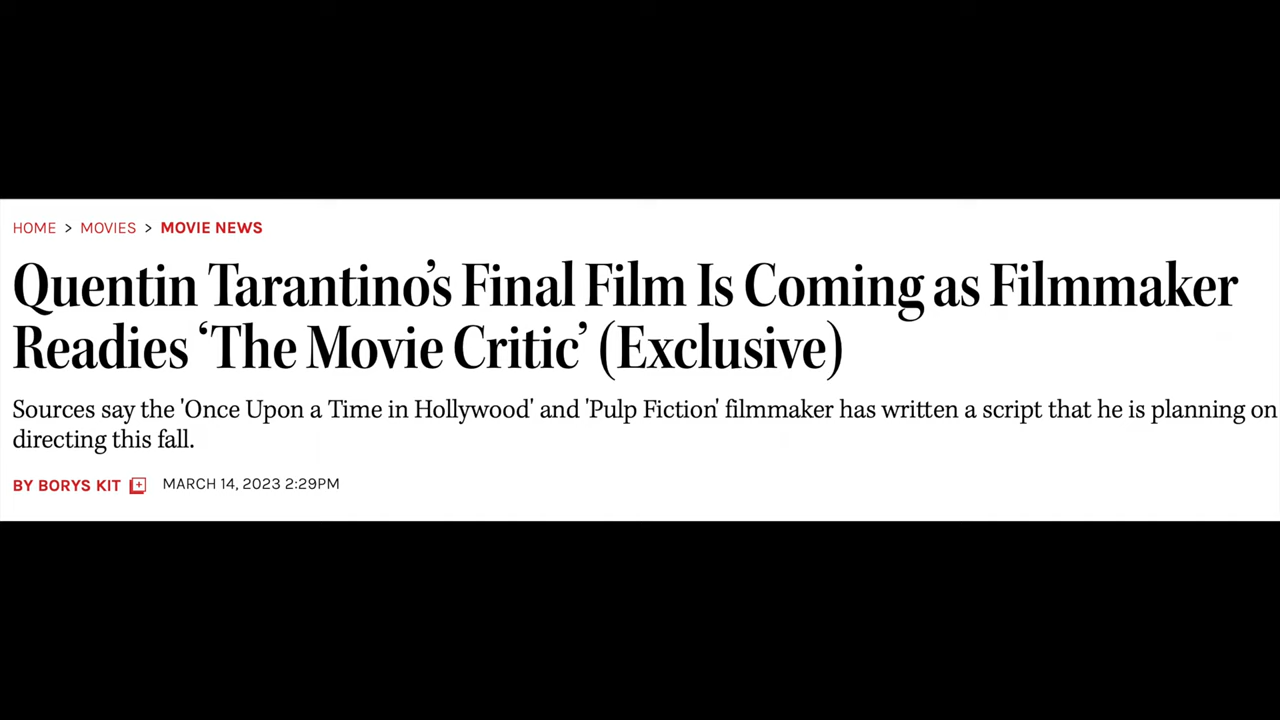 HOME > MOVIES > MOVIE NEWS
Quentin Tarantino’s Final Film Is Coming as Filmmaker
Readies ‘The Movie Critic’ (Exclusive)
Sources say the 'Once Upon a Time in Hollywood' and 'Pulp Fiction' filmmaker has written a script that he is planning on
directing this fall.
BY BORYS KIT MARCH 14, 2023 2:29PM